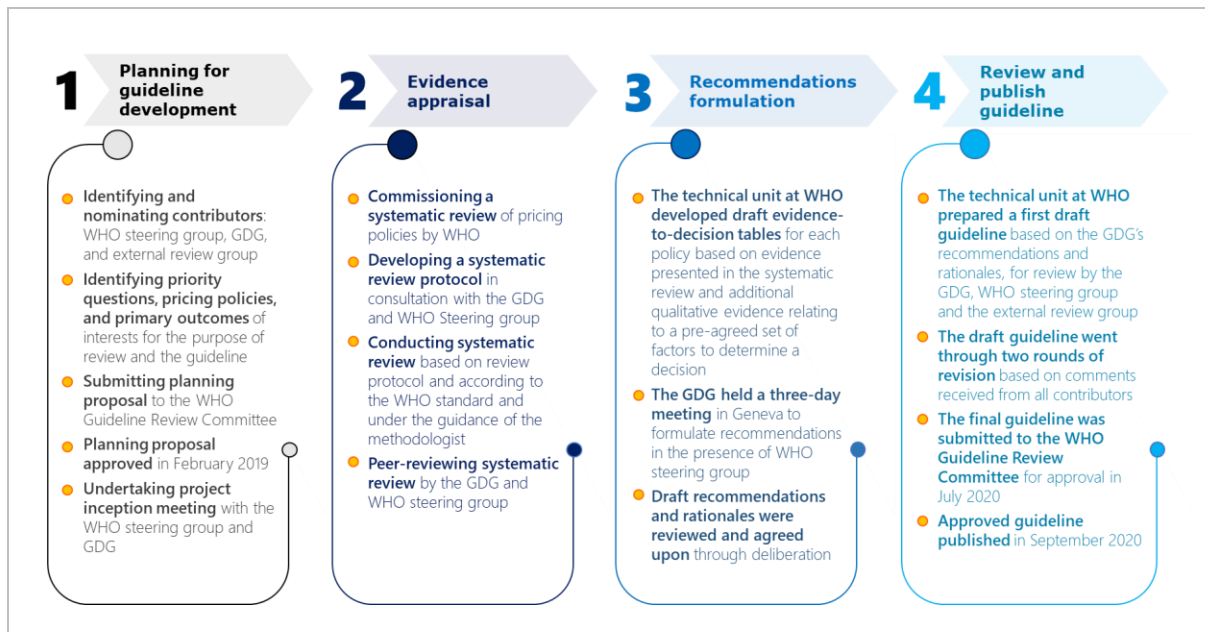 1
Planning for
guideline
development
Identifying and
nominating contributors:
WHO steering group, GDG,
and external review group
Identifying priority
questions, pricing policies,
and primary outcomes of
interests for the purpose of
review and the guideline
Submitting planning
proposal to the WHO
Guideline Review Committee
Planning proposal
approved in February 2019
Undertaking project
inception meeting with the
WHO steering group and
GDG
2
Evidence
appraisal
Commissioning a
systematic review of pricing
policies by WHO
Developing a systematic
review protocol in
consultation with the GDG
and WHO Steering group
Conducting systematic
review based on review
protocol and according to
the WHO standard and
under the guidance of the
methodologist
Peer-reviewing systematic
review by the GDG and
WHO steering group
3
Recommendations
formulation
The technical unit at WHO
developed draft evidence-
to-decision tables for each
policy based on evidence
presented in the systematic
review and additional
qualitative evidence relating
to a pre-agreed set of
factors to determine a
decision
The GDG held a three-day
meeting in Geneva to
formulate recommendations
in the presence of WHO
steering group
Draft recommendations
and rationales were
reviewed and agreed
upon through deliberation
4
Review and
publish
guideline
The technical unit at WHO
prepared a first draft
guideline based on the GDG's
recommendations and
rationales, for review by the
GDG, WHO steering group
and the external review group
The draft guideline went
through two rounds of
revision based on comments
received from all contributors
The final guideline was
submitted to the WHO
Guideline Review
Committee for approval in
July 2020
Approved guideline
published in September 2020